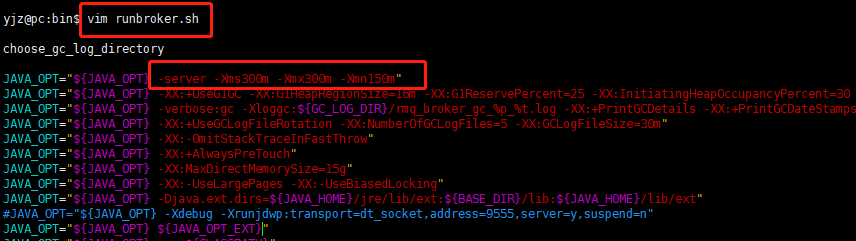 yjz@pc:bin$ vim runbroker.sh
choose_gc_log_directory
JAVA_OPT="${JAVA_OPT} -server -Xms300m -Xmx300m -Xmn150m"
JAVA_OPT="${JAVA_OPT} -XX:+UseG1GC -XX:G1HeapRegionSize=16m -XX:G1ReservePercent=25 -XX:InitiatingHeapOccupancyPercent=30
JAVA_OPT="${JAVA_OPT} -verbose:gc -Xloggc:${GC_LOG_DIR}/rmq_broker_gc_%p_%t.log -XX:+PrintGCDetails -XX:+PrintGCDateStamps
JAVA_OPT="${JAVA_OPT} -XX:+UseGCLogFileRotation -XX:NumberOfGCLogFiles=5 -XX:GCLogFileSize=30m"
JAVA_OPT="${JAVA_OPT} -XX:-OmitStackTraceInFastThrow"
JAVA_OPT="${JAVA_OPT} -XX:+AlwaysPreTouch"
JAVA_OPT="${JAVA_OPT} -XX:MaxDirectMemorySize=15g"
JAVA_OPT="${JAVA_OPT} -XX:-UseLargePages -XX:-UseBiasedLocking"
JAVA_OPT="${JAVA_OPT} -Djava.ext.dirs=${JAVA_HOME}/jre/lib/ext:${BASE_DIR}/lib:${JAVA_HOME}/lib/ext"
#JAVA_OPT="${JAVA_OPT} -Xdebug -Xrunjdwp:transport=dt_socket,address=9555,server=y,suspend=n"
JAVA_OPT="${JAVA_OPT} ${JAVA_OPT_EXT}"